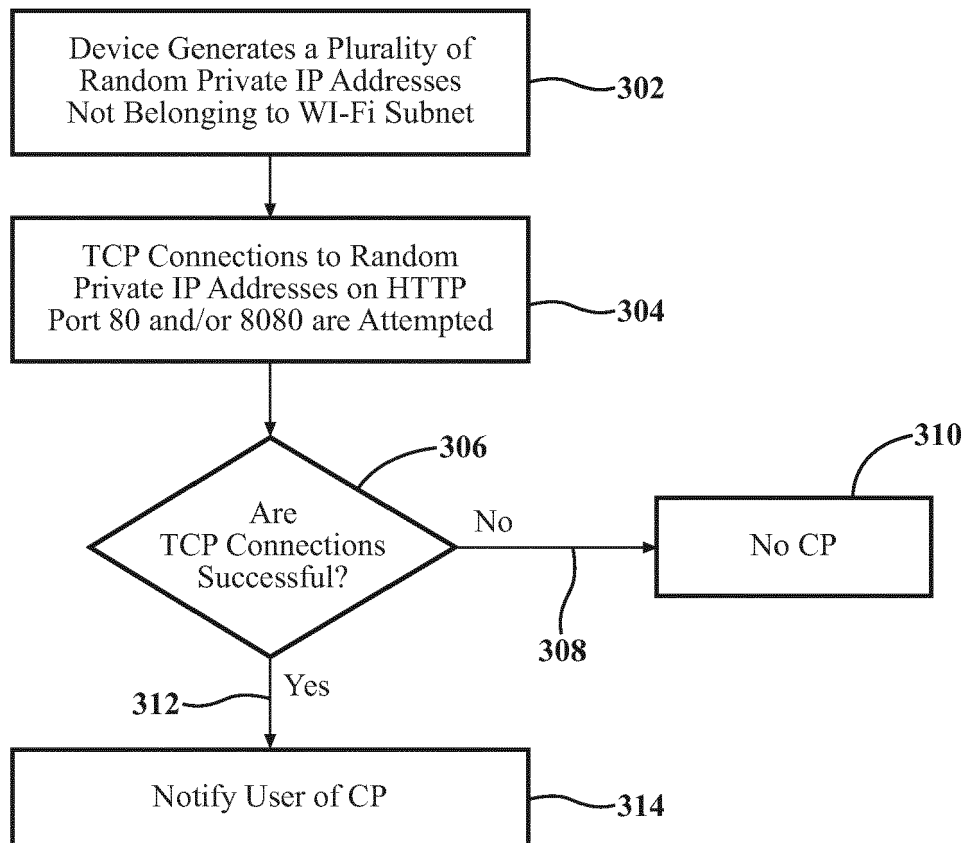 Device Generates a Plurality of
Random Private IP Addresses
Not Belonging to WI-Fi Subnet
302
TCP Connections to Random
Private IP Addresses on HTTP
Port 80 and/or 8080 are Attempted
304
306
310
Are
TCP Connections
Successful?
No
No CP
308
312
Yes
Notify User of CP
314